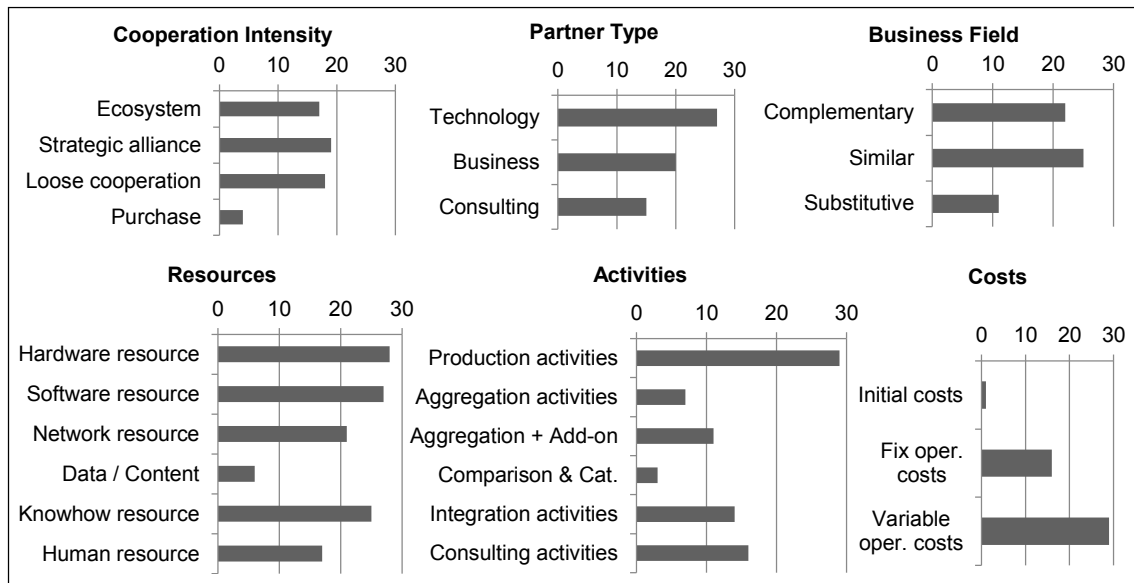 Cooperation Intensity
0 10 20 30
Ecosystem
Strategic alliance
Loose cooperation
Purchase
Partner Type
0 10 20 30
Technology
Business
Consulting
Business Field
0 10 20 30
Complementary
Similar
Substitutive
Resources
0 10 20 30
Hardware resource
Software resource
Network resource
Data / Content
Knowhow resource
Human resource
Activities
0 10 20 30
Production activities
Aggregation activities
Aggregation + Add-on
Comparison & Cat.
Integration activities
Consulting activities
Costs
0 10 20 30
Initial costs
Fix oper.
costs
Variable
oper. costs